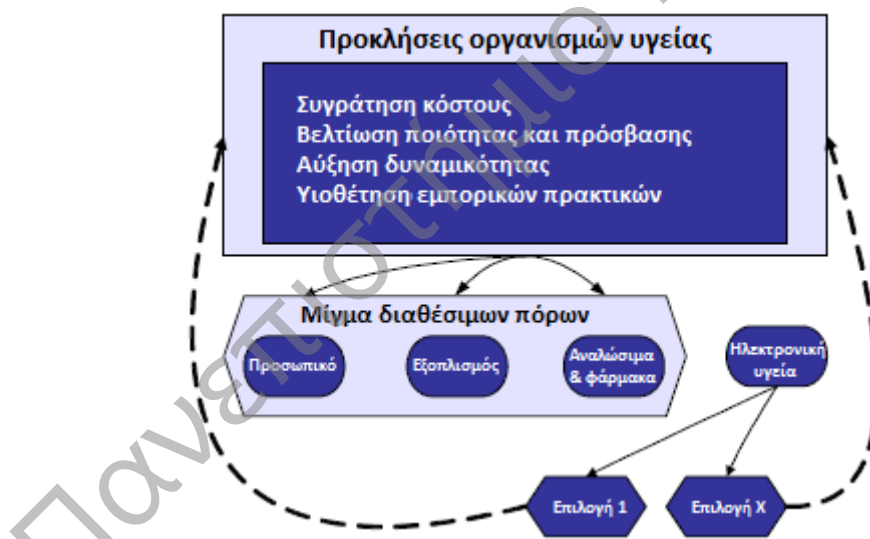 Προκλήσεις οργανισμών υγείας
Συγράτηση κόστους
Βελτίωση ποιότητας και πρόσβασης
Αύξηση δυναμικότητας
Υιοθέτηση εμπορικών πρακτικών
Μίγμα διαθέσιμων πόρων
Προσωπικό
Εξοπλισμός
Αναλώσιμα
& φάρμακα
Ηλεκτρονική
υγεία
Επιλογή 1
Επιλογή Χ
Πανεπιστήμιο